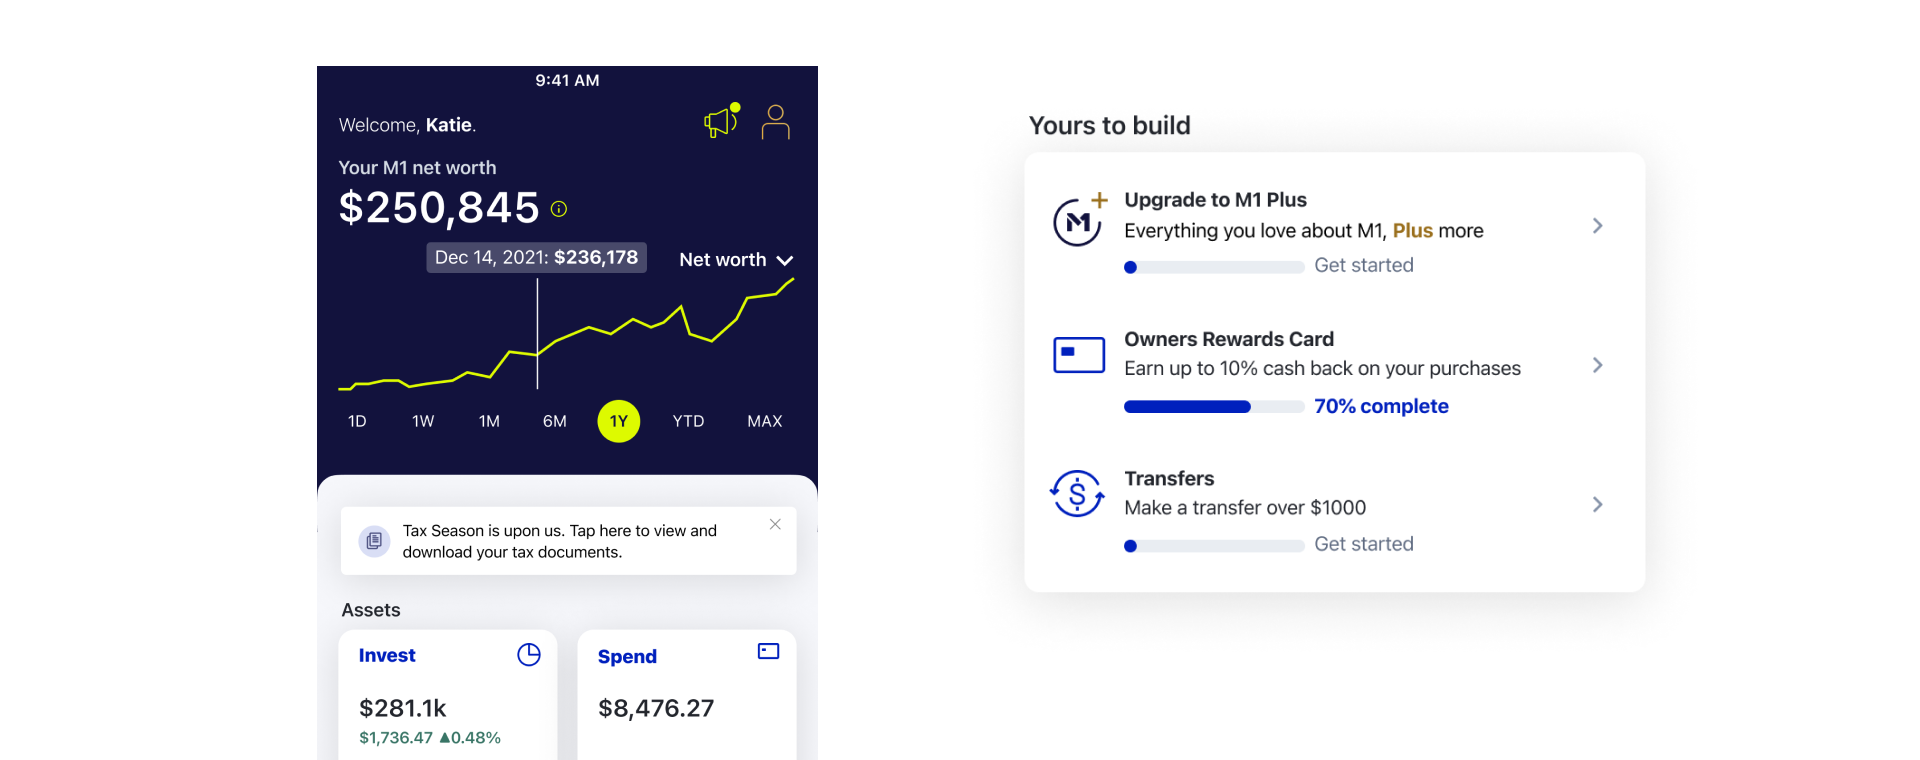 9:41 AM
Welcome, Katie.
Your M1 net worth
$250,845
Dec 14, 2021: $236,178
Net worth
1D 1W 1M 6M 1Y YTD MAX
Tax Season is upon us. Tap here to view and
download your tax documents.
Assets
Invest
$281.1k
$1,736.47 ▲0.48%
Spend
$8,476.27
Yours to build
M1
Upgrade to M1 Plus
Everything you love about M1, Plus more
Get started
Owners Rewards Card
Earn up to 10% cash back on your purchases
70% complete
$
Transfers
Make a transfer over $1000
Get started